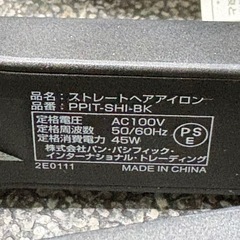 品名：ストレートヘアアイロン
品番：PPIT-SHI-BK
定格電圧 AC100V
定格周波数 50/60Hz
定格消費電力 45W
PSE
株式会社パン・パシフィック・
インターナショナル・トレーディング
2E0111